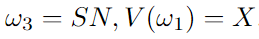 ω₃ = SN, V(ω₁) = X